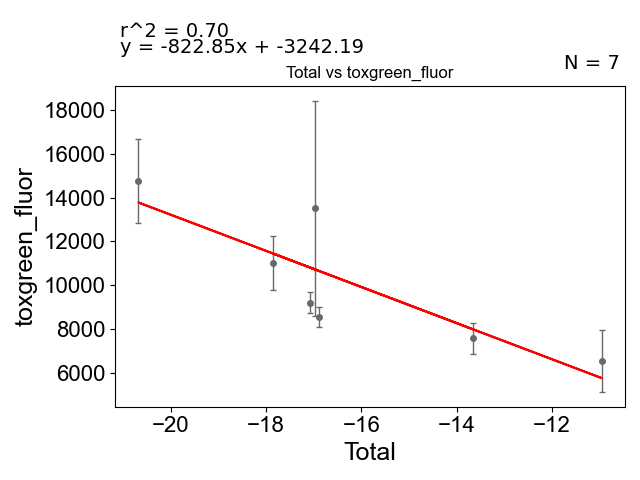 r^2 = 0.70
y = -822.85x + -3242.19
N = 7
Total vs toxgreen_fluor
18000
16000
14000
12000
10000
8000
6000
toxgreen_fluor
−20
−18
−16
−14
−12
Total